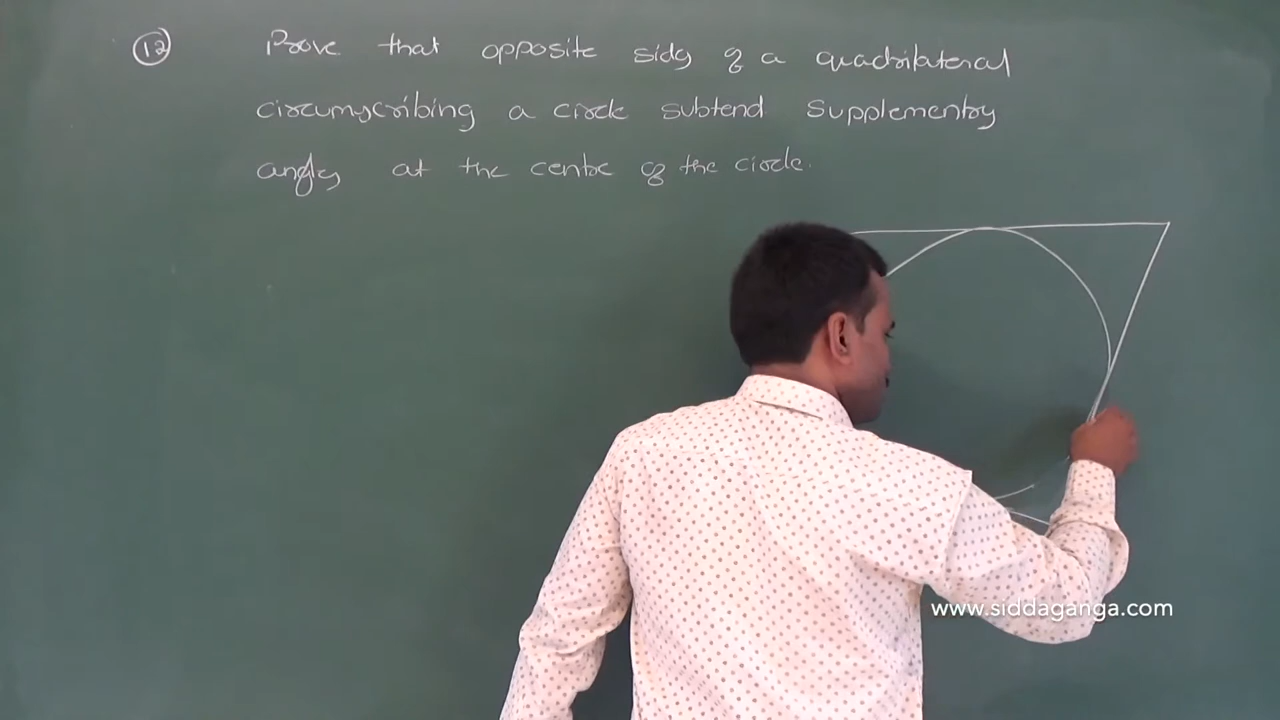 12 Prove that opposite sides of a quadrilateral
circumscribing a circle subtend Supplementry
angles at the centre of the circle.
www.siddaganga.com